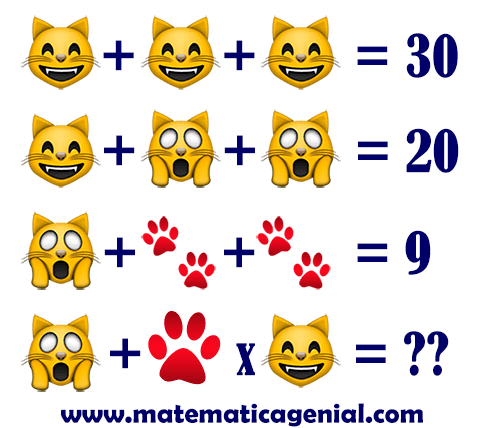 + + = 30
+ + = 20
+ + = 9
+ x = ??
www.matematicagenial.com